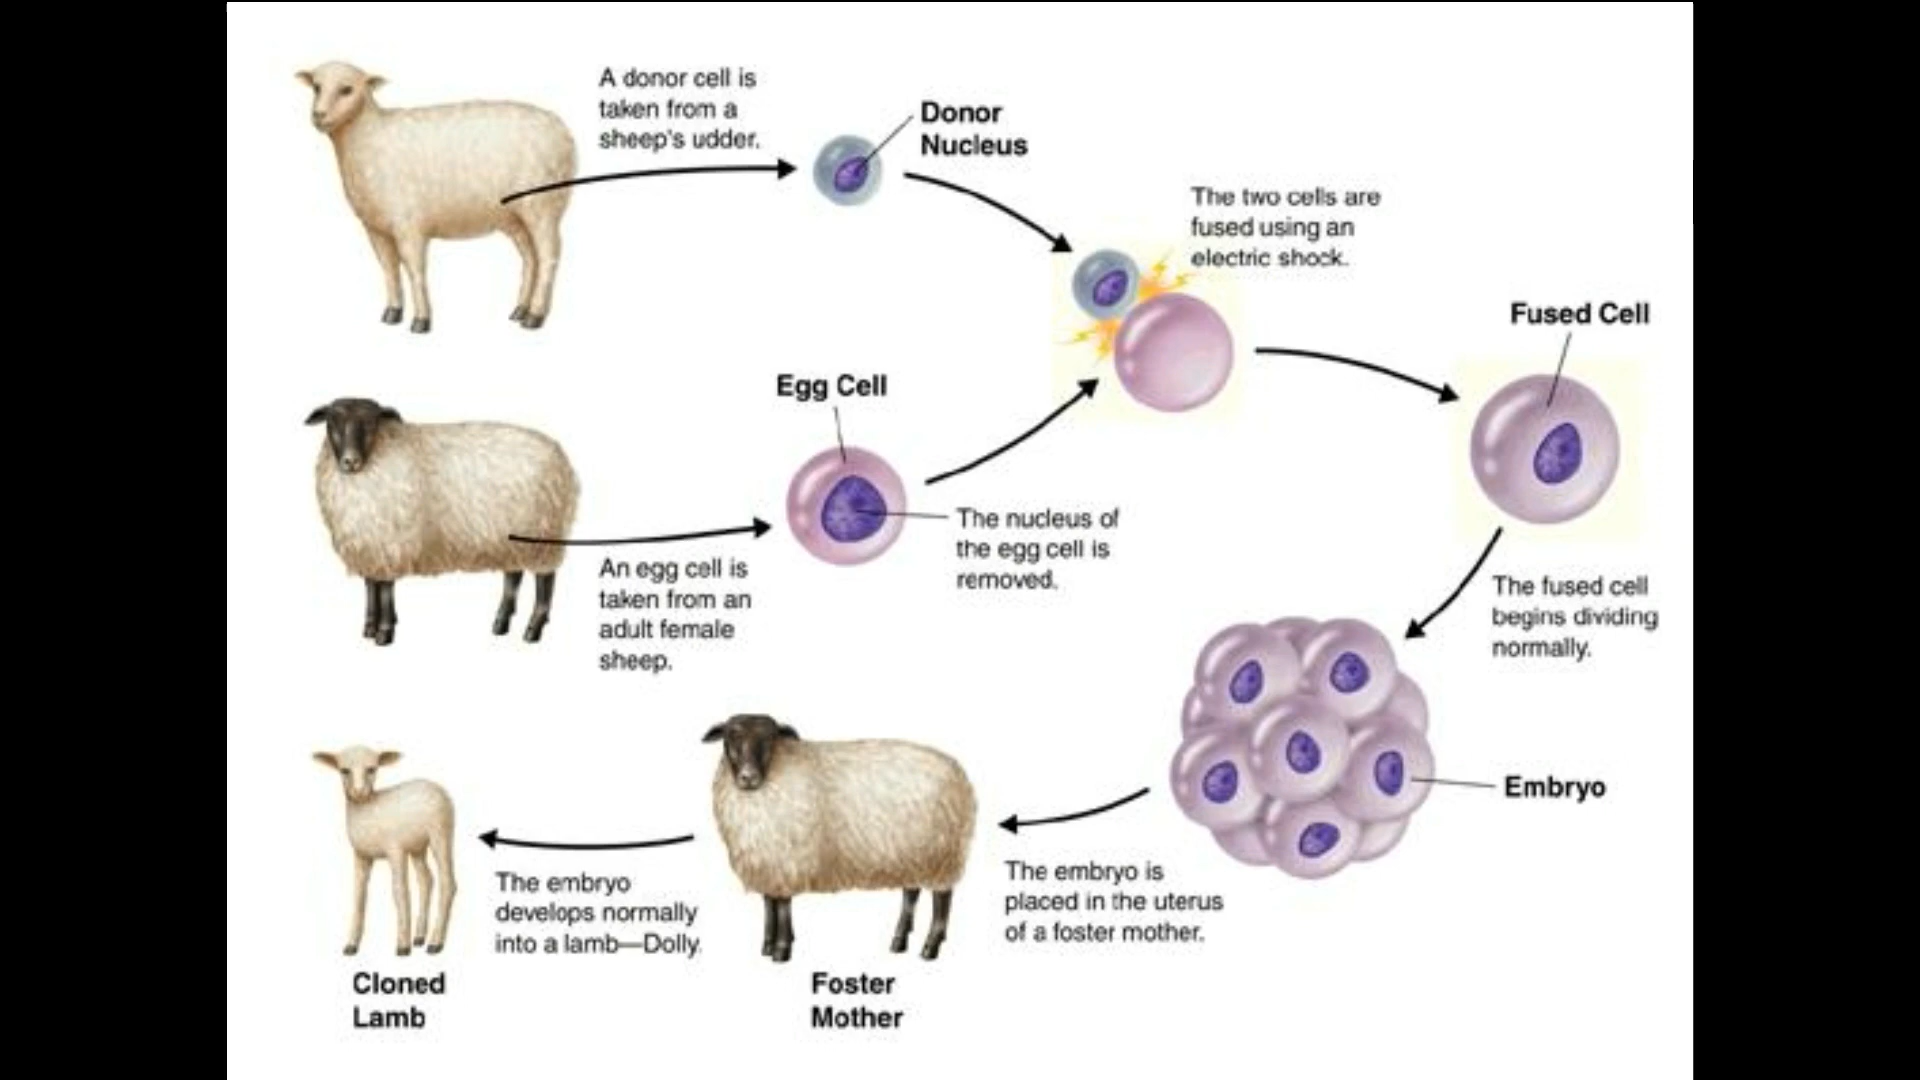 A donor cell is
taken from a
sheep's udder.
Donor
Nucleus
The two cells are
fused using an
electric shock.
Fused Cell
Egg Cell
The nucleus of
the egg cell is
removed.
An egg cell is
taken from an
adult female
sheep.
The fused cell
begins dividing
normally.
Embryo
The embryo is
placed in the uterus
of a foster mother.
Foster
Mother
The embryo
develops normally
into a lamb—Dolly.
Cloned
Lamb